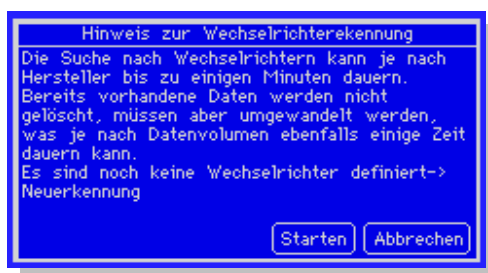 Hinweis zur Wechselrichterekennung
Die Suche nach Wechselrichtern kann je nach
Hersteller bis zu einigen Minuten dauern.
Bereits vorhandene Daten werden nicht
gelöscht, müssen aber umgewandelt werden,
was je nach Datenvolumen ebenfalls einige Zeit
dauern kann.
Es sind noch keine Wechselrichter definiert->
Neuerkennung
Starten Abbrechen